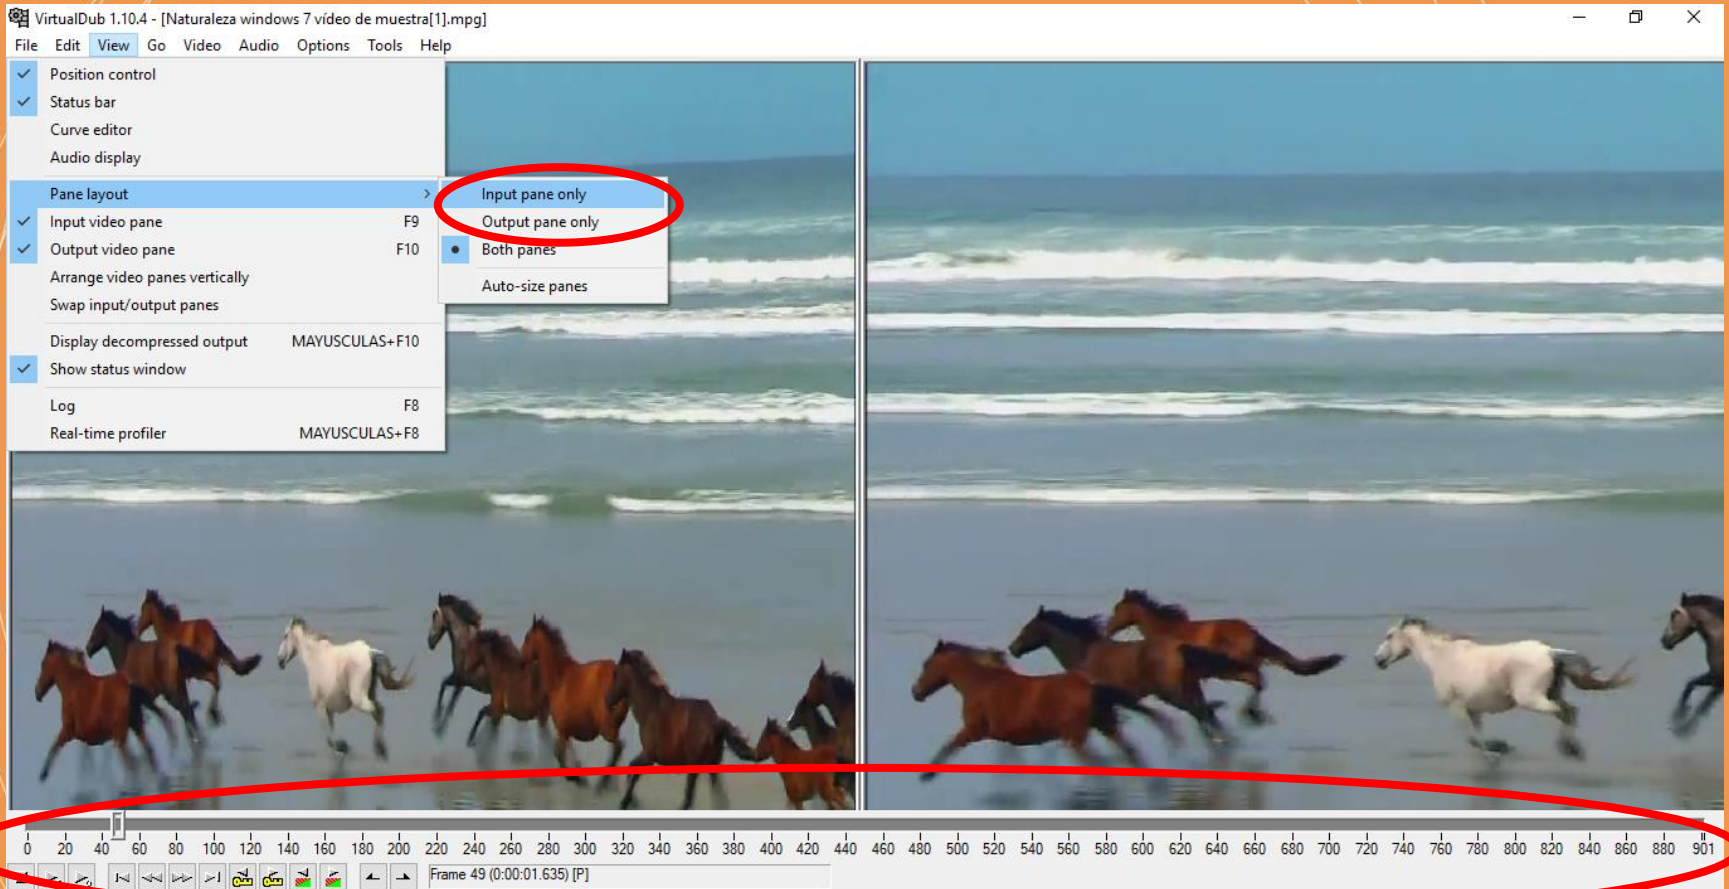 VirtualDub 1.10.4 - [Naturaleza windows 7 vídeo de muestra[1].mpg]
File Edit View Go Video Audio Options Tools Help
Position control
Status bar
Curve editor
Audio display
Pane layout
Input video pane F9
Output video pane F10
Arrange video panes vertically
Swap input/output panes
Display decompressed output MAYUSCULAS+F10
Show status window
Log F8
Real-time profiler MAYUSCULAS+F8
Input pane only
Output pane only
Both panes
Auto-size panes
0 20 40 60 80 100 120 140 160 180 200 220 240 260 280 300 320 340 360 380 400 420 440 460 480 500 520 540 560 580 600 620 640 660 680 700 720 740 760 780 800 820 840 860 880 901
Frame 49 (0:00:01.635) [P]